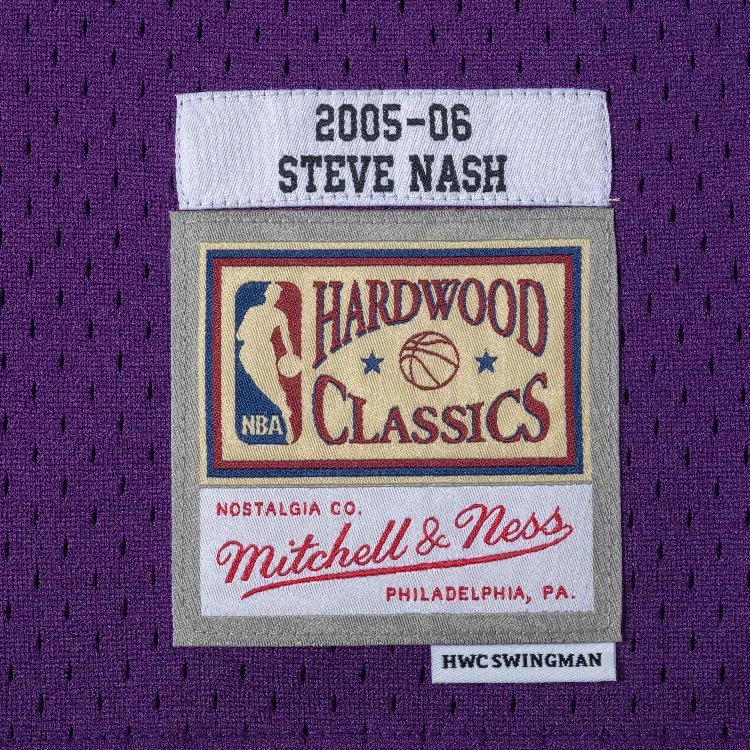 2005-06
STEVE NASH
HARDWOOD
CLASSICS
NBA
NOSTALGIA CO.
Mitchell & Ness
PHILADELPHIA, PA.
HWC SWINGMAN